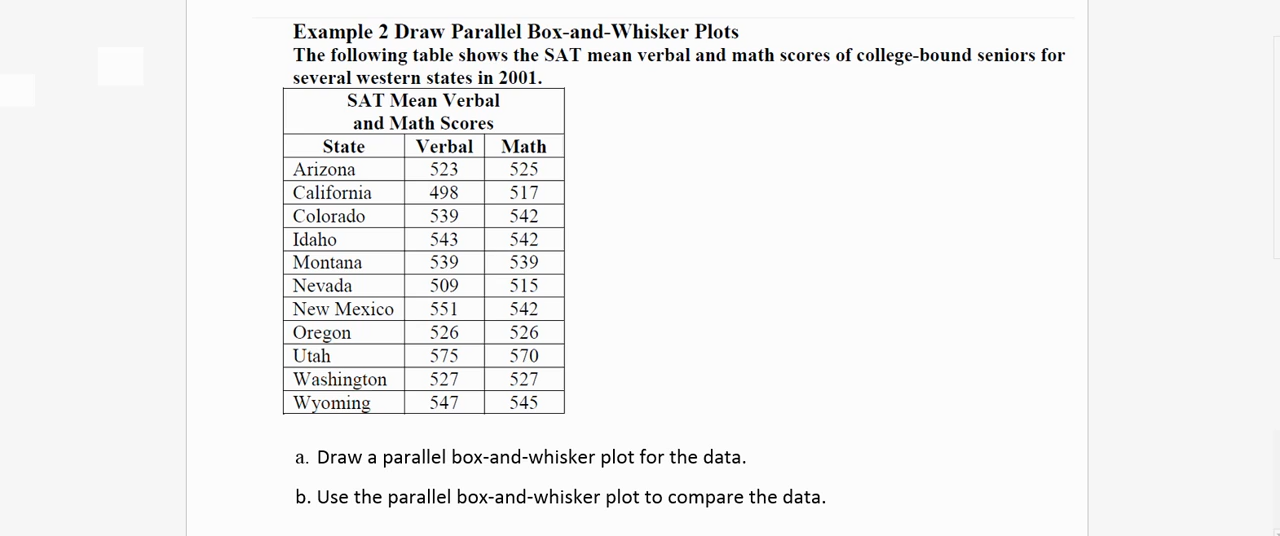 Example 2 Draw Parallel Box-and-Whisker Plots
The following table shows the SAT mean verbal and math scores of college-bound seniors for
several western states in 2001.
SAT Mean Verbal
and Math Scores
State Verbal Math
Arizona 523 525
California 498 517
Colorado 539 542
Idaho 543 542
Montana 539 539
Nevada 509 515
New Mexico 551 542
Oregon 526 526
Utah 575 570
Washington 527 527
Wyoming 547 545
a. Draw a parallel box-and-whisker plot for the data.
b. Use the parallel box-and-whisker plot to compare the data.